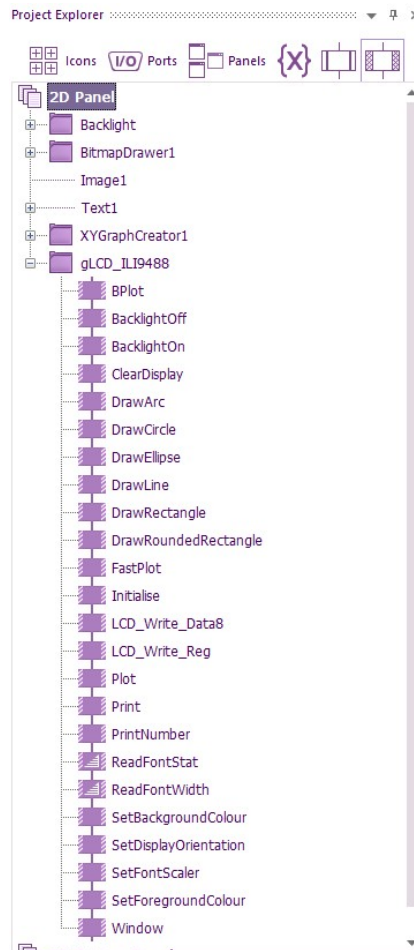 Project Explorer
Icons I/O Ports Panels {X}
2D Panel
Backlight
BitmapDrawer1
Image1
Text1
XYGraphCreator1
gLCD_ILI9488
BPlot
BacklightOff
BacklightOn
ClearDisplay
DrawArc
DrawCircle
DrawEllipse
DrawLine
DrawRectangle
DrawRoundedRectangle
FastPlot
Initialise
LCD_Write_Data8
LCD_Write_Reg
Plot
Print
PrintNumber
ReadFontStat
ReadFontWidth
SetBackgroundColour
SetDisplayOrientation
SetFontScaler
SetForegroundColour
Window